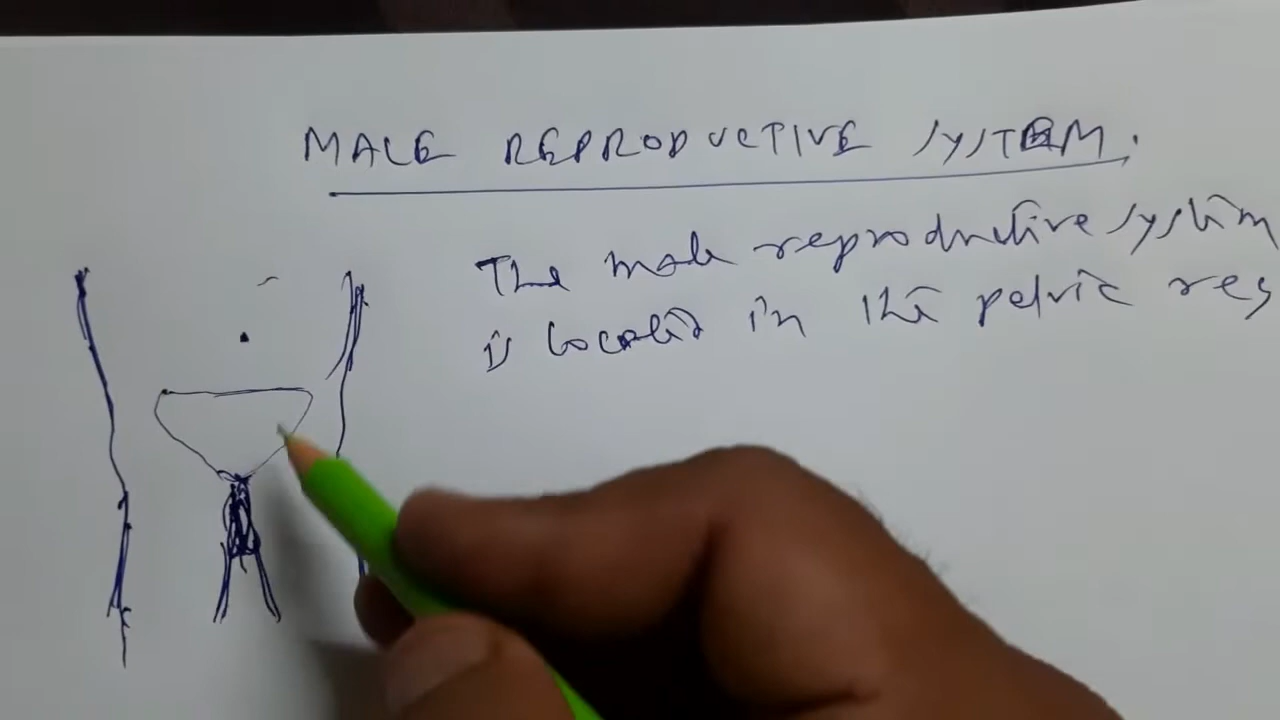 MALE REPRODUCTIVE SYSTEM.
The male reproductive system
is located in the pelvic reg